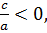 c/a < 0,